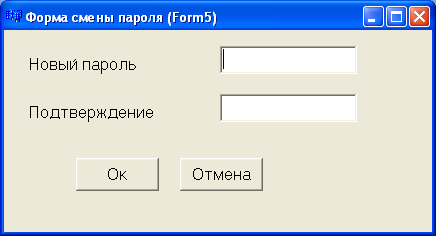 Форма смены пароля (Form5)
Новый пароль
Подтверждение
Ок Отмена